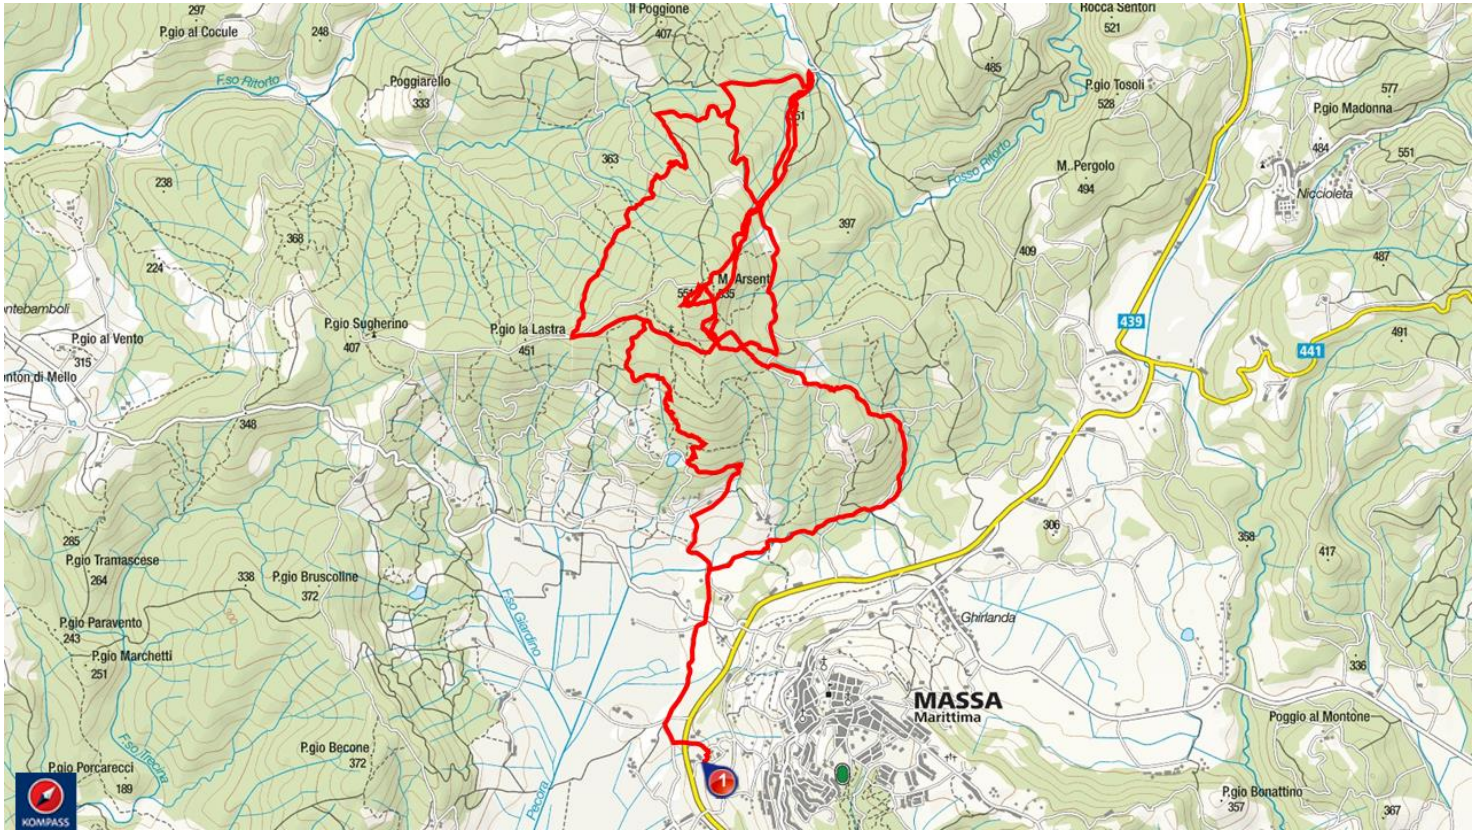 297
P.gio al Cocule
248
Il Poggione
407
Rocca Sentori
521
F.so Ritorto
Poggiarello
333
485
P.gio Tosoli
528
577
P.gio Madonna
484
551
363
Fosso Ritorto
M. Pergolo
494
Niccioleta
238
368
397
409
487
224
M. Arsenti
535
P.gio Sugherino
407
P.gio la Lastra
451
439
441
491
ntebamboli
P.gio al Vento
315
nton di Mello
348
285
P.gio Tramascese
264
338
P.gio Bruscoline
372
306
358
417
F.so Giardino
300
P.gio Paravento
243
P.gio Marchetti
251
Ghirlanda
336
MASSA
Marittima
Poggio al Montone
F.so Trecina
P.gio Becone
372
P.gio Porcarecci
189
Pecora
1
P.gio Bonattino
357
367
KOMPASS